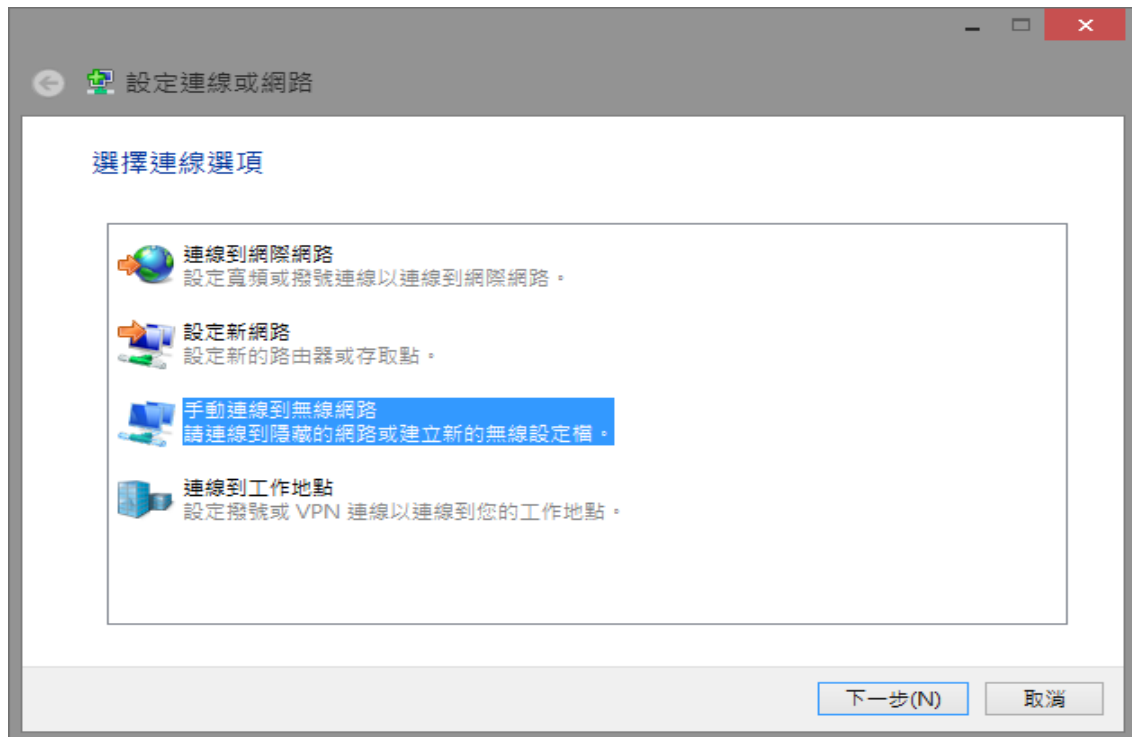 設定連線或網路
選擇連線選項
連線到網際網路
設定寬頻或撥號連線以連線到網際網路。
設定新網路
設定新的路由器或存取點。
手動連線到無線網路
請連線到隱藏的網路或建立新的無線設定檔。
連線到工作地點
設定撥號或 VPN 連線以連線到您的工作地點。
下一步(N)
取消